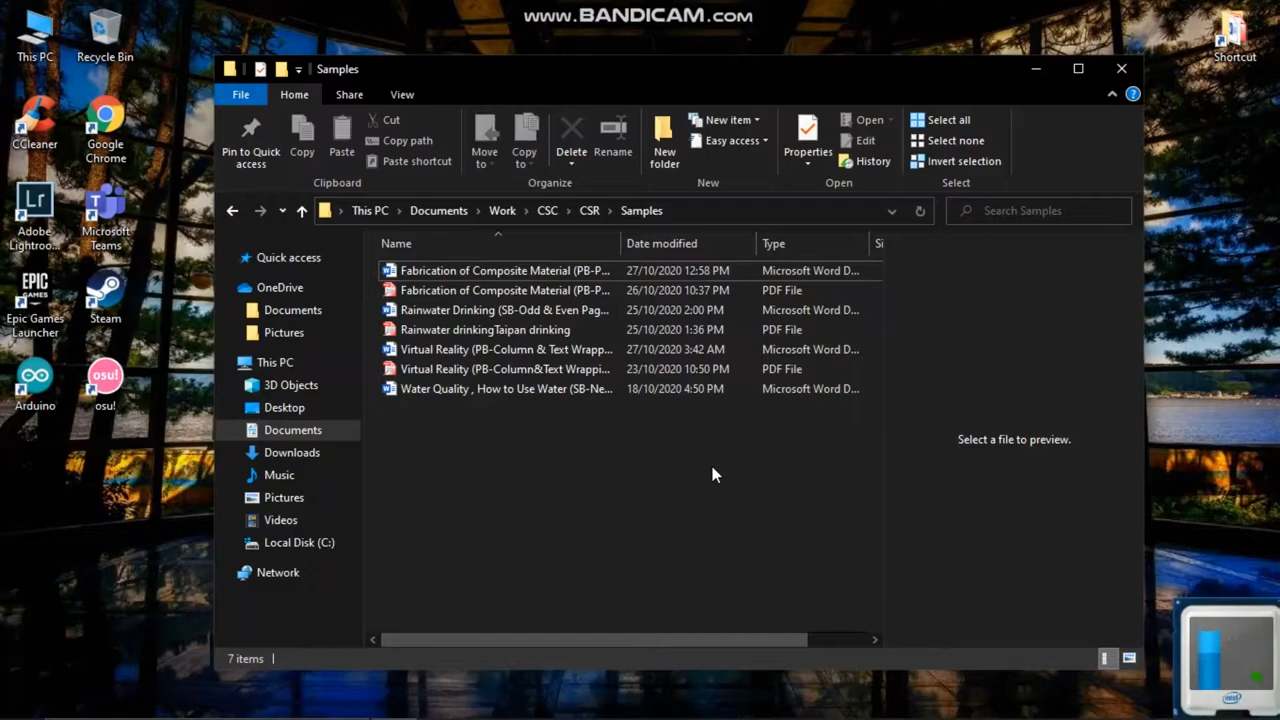 www.BANDICAM.com
This PC
Recycle Bin
Shortcut
CCleaner
Google
Chrome
Adobe
Lightroo...
Microsoft
Teams
EPIC
GAMES
Epic Games
Launcher
Steam
Arduino
osu!
osu!
Lr
Samples
File
Home
Share
View
Pin to Quick
access
Copy
Paste
Cut
Copy path
Paste shortcut
Clipboard
Move
to
Copy
to
Delete
Rename
Organize
New
folder
New item
Easy access
New
Properties
Open
Edit
History
Open
Select all
Select none
Invert selection
Select
This PC > Documents > Work > CSC > CSR > Samples
Search Samples
Name Date modified Type Si
Fabrication of Composite Material (PB-P... 27/10/2020 12:58 PM Microsoft Word D...
Fabrication of Composite Material (PB-P... 26/10/2020 10:37 PM PDF File
Rainwater Drinking (SB-Odd & Even Pag... 25/10/2020 2:00 PM Microsoft Word D...
Rainwater drinkingTaipan drinking 25/10/2020 1:36 PM PDF File
Virtual Reality (PB-Column & Text Wrapp... 27/10/2020 3:42 AM Microsoft Word D...
Virtual Reality (PB-Column&Text Wrappi... 23/10/2020 10:50 PM PDF File
Water Quality , How to Use Water (SB-Ne... 18/10/2020 4:50 PM Microsoft Word D...
Quick access
OneDrive
Documents
Pictures
This PC
3D Objects
Desktop
Documents
Downloads
Music
Pictures
Videos
Local Disk (C:)
Network
Select a file to preview.
7 items
intel